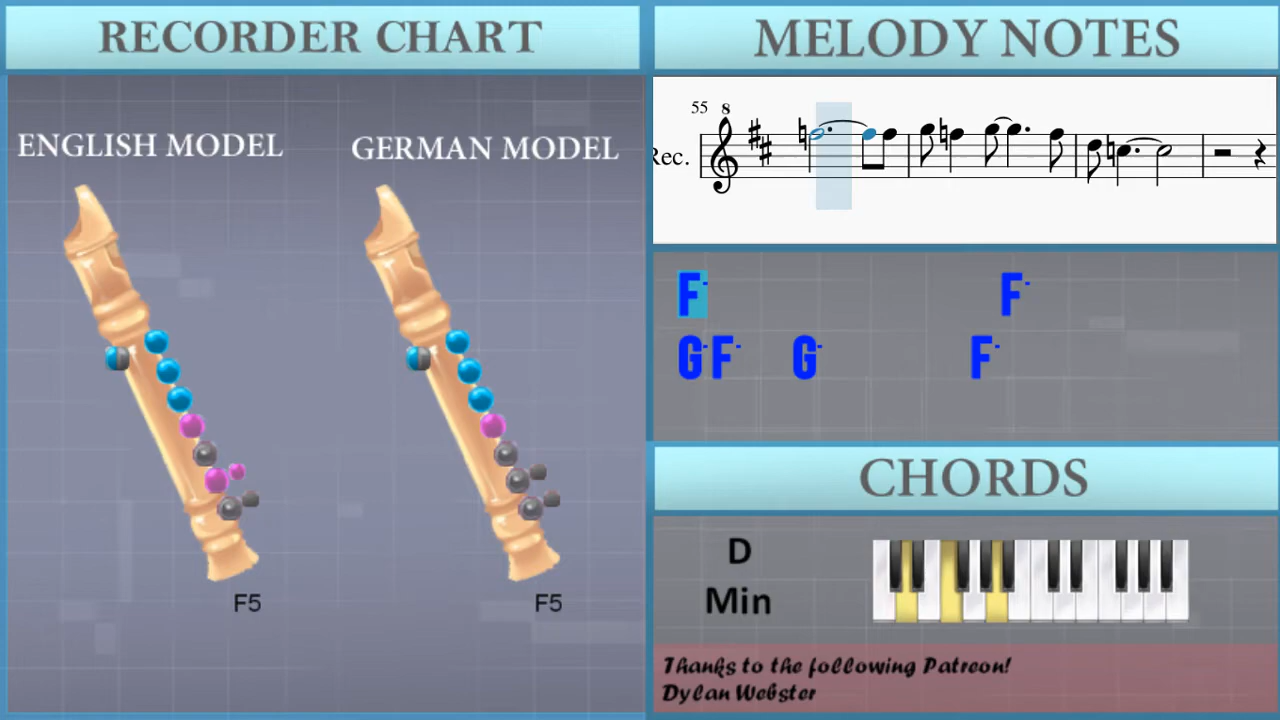 RECORDER CHART
ENGLISH MODEL
GERMAN MODEL
F5
F5
MELODY NOTES
55
8
Rec.
F-
F-
G-F-
G-
F-
CHORDS
D
Min
Thanks to the following Patreon!
Dylan Webster